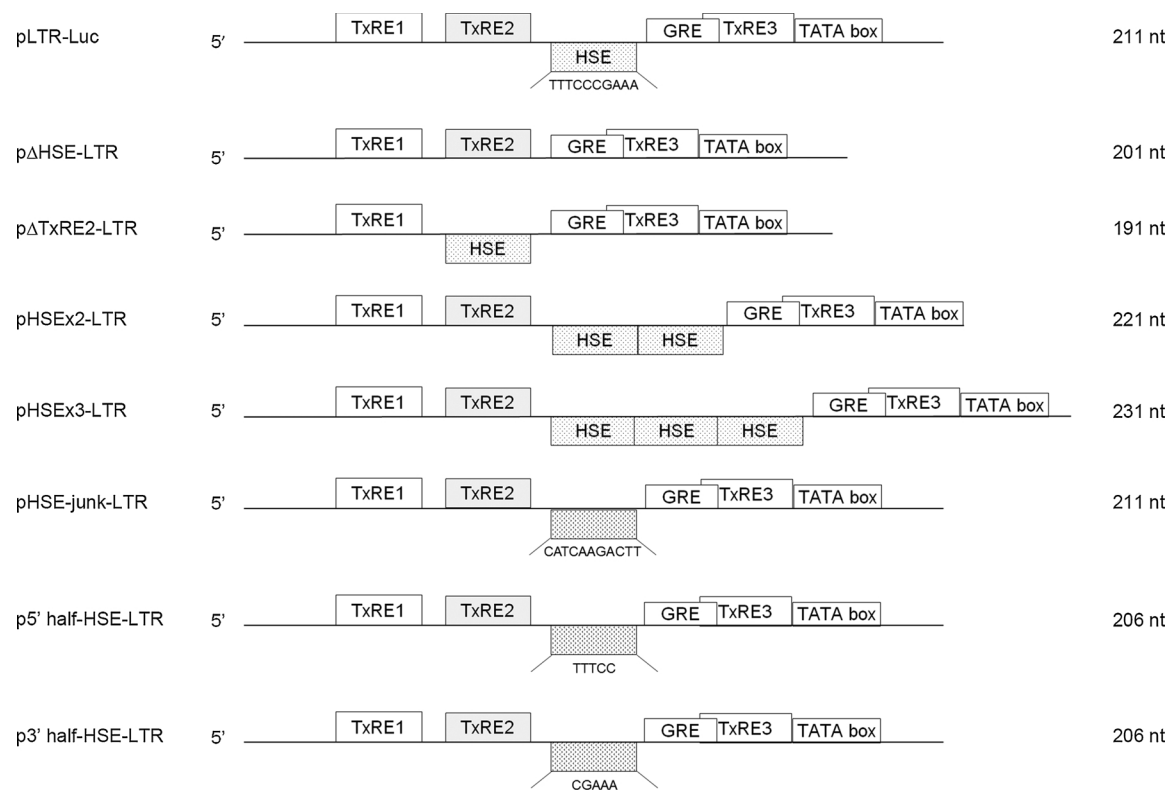 pLTR-Luc 5′ TxRE1 TxRE2 GRE TxRE3 TATA box 211 nt
HSE
TTTCCCGAAA
pΔHSE-LTR 5’ TxRE1 TxRE2 GRE TxRE3 TATA box 201 nt
pΔTxRE2-LTR 5’ TxRE1 GRE TxRE3 TATA box 191 nt
HSE
pHSEx2-LTR 5’ TxRE1 TxRE2 GRE TxRE3 TATA box 221 nt
HSE HSE
pHSEx3-LTR 5’ TxRE1 TxRE2 GRE TxRE3 TATA box 231 nt
HSE HSE HSE
pHSE-junk-LTR 5’ TxRE1 TxRE2 GRE TxRE3 TATA box 211 nt
CATCAAGACTT
p5’ half-HSE-LTR 5’ TxRE1 TxRE2 GRE TxRE3 TATA box 206 nt
TTTCC
p3’ half-HSE-LTR 5’ TxRE1 TxRE2 GRE TxRE3 TATA box 206 nt
CGAAA